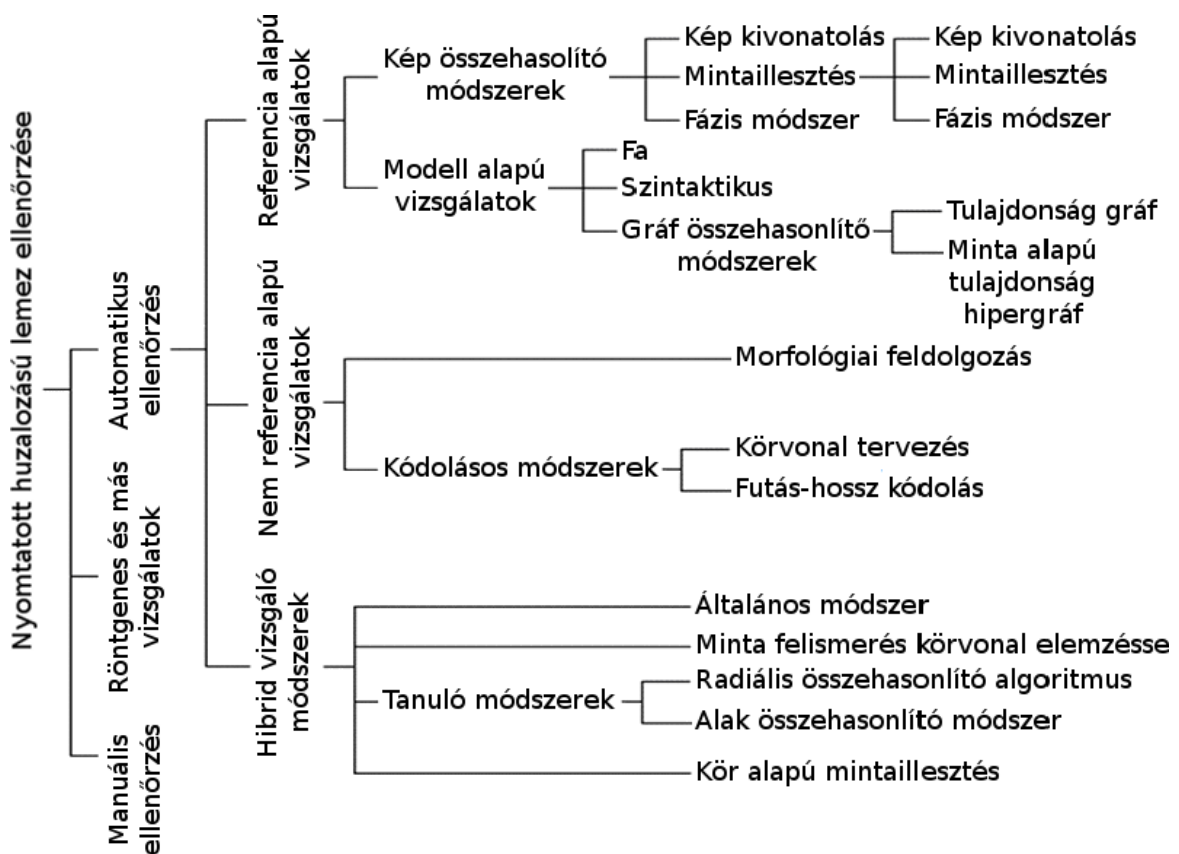 Nyomtatott huzalozású lemez ellenőrzése
Automatikus
ellenőrzés
Röntgenes és más
vizsgálatok
Manuális
ellenőrzés
Referencia alapú
vizsgálatok
Nem referencia alapú
vizsgálatok
Hibrid vizsgáló
módszerek
Kép összehasolító
módszerek
Kép kivonatolás
Mintaillesztés
Fázis módszer
Kép kivonatolás
Mintaillesztés
Fázis módszer
Modell alapú
vizsgálatok
Fa
Szintaktikus
Gráf összehasonlítő
módszerek
Tulajdonság gráf
Minta alapú
tulajdonság
hipergráf
Morfológiai feldolgozás
Kódolásos módszerek
Körvonal tervezés
Futás-hossz kódolás
Általános módszer
Minta felismerés körvonal elemzésse
Tanuló módszerek
Radiális összehasonlító algoritmus
Alak összehasonlító módszer
Kör alapú mintaillesztés